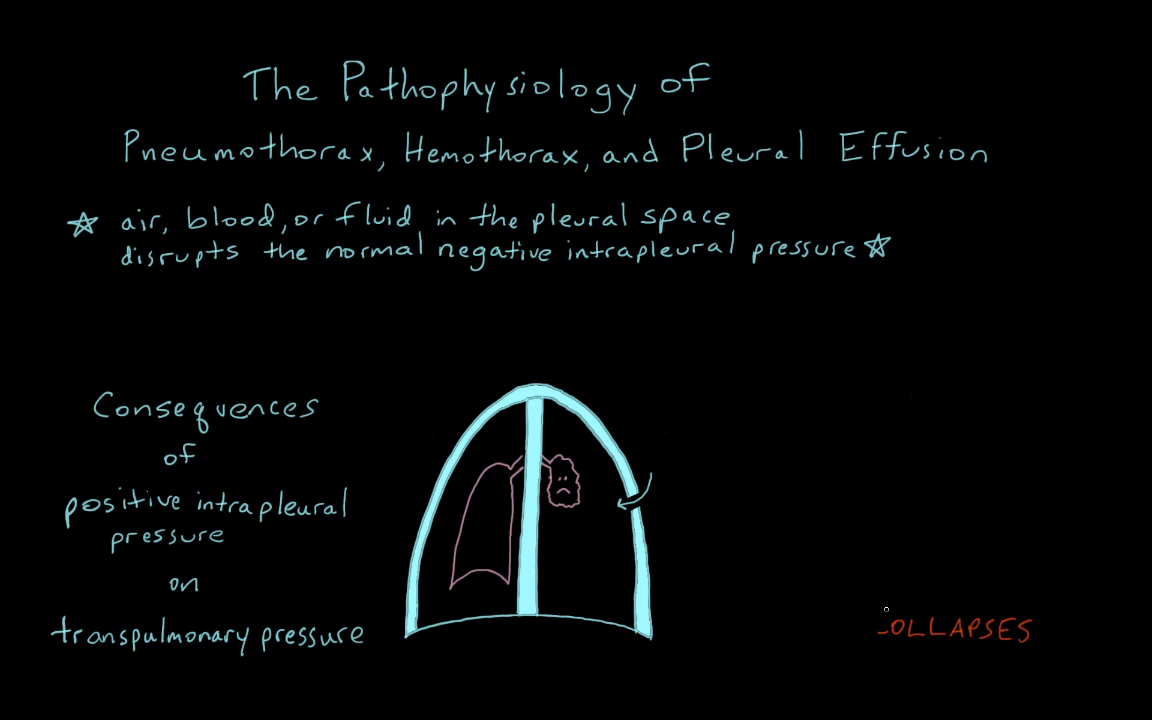 The Pathophysiology of
Pneumothorax, Hemothorax, and Pleural Effusion
☆ air, blood, or fluid in the pleural space
disrupts the normal negative intrapleural pressure ☆
Consequences
of
positive intrapleural
pressure
on
transpulmonary pressure
-OLLAPSES